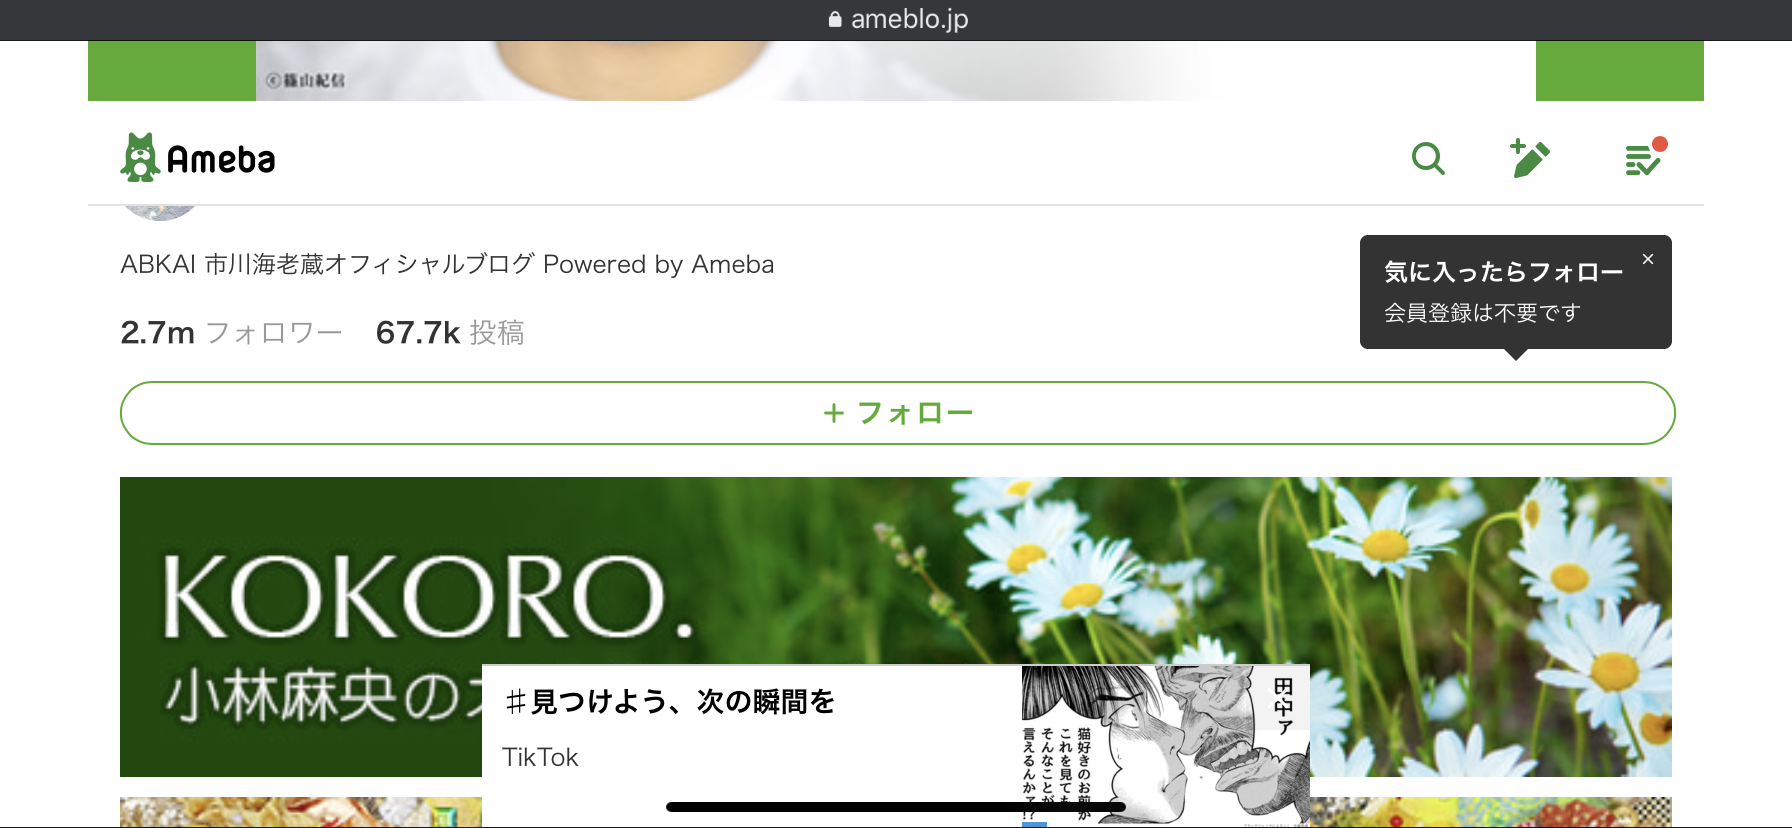 ameblo.jp
©篠山紀信
Ameba
ABKAI 市川海老蔵オフィシャルブログ Powered by Ameba
気に入ったらフォロー ×
会員登録は不要です
2.7m フォロワー 67.7k 投稿
+ フォロー
KOKORO.
小林麻央の
#見つけよう、次の瞬間を
TikTok
田中ア
猫好きのお前が
これを見ても
そんなことが
言えるんか?!?